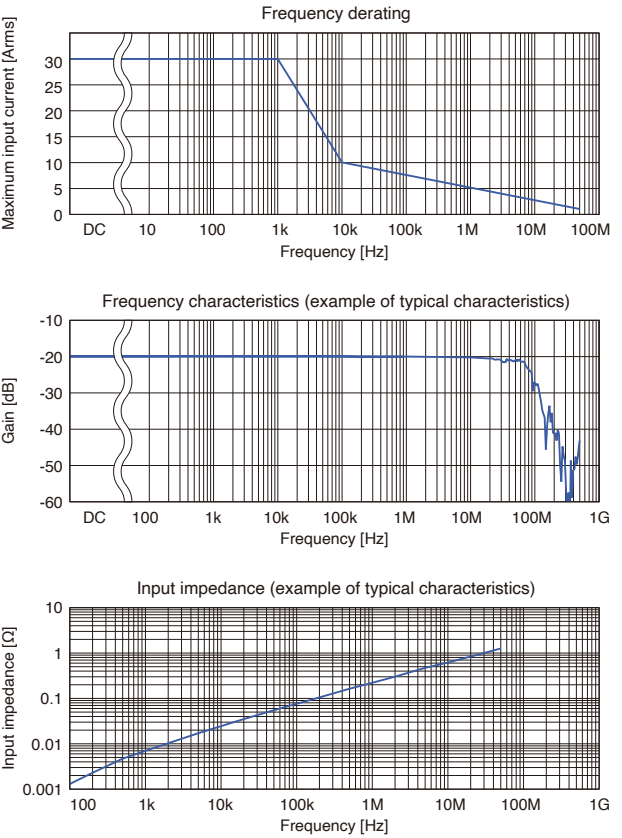 Frequency derating
Maximum input current [Arms]
30
25
20
15
10
5
0
DC 10 100 1k 10k 100k 1M 10M 100M
Frequency [Hz]
Frequency characteristics (example of typical characteristics)
Gain [dB]
-10
-20
-30
-40
-50
-60
DC 100 1k 10k 100k 1M 10M 100M 1G
Frequency [Hz]
Input impedance (example of typical characteristics)
Input impedance [Ω]
10
1
0.1
0.01
0.001
100 1k 10k 100k 1M 10M 100M 1G
Frequency [Hz]